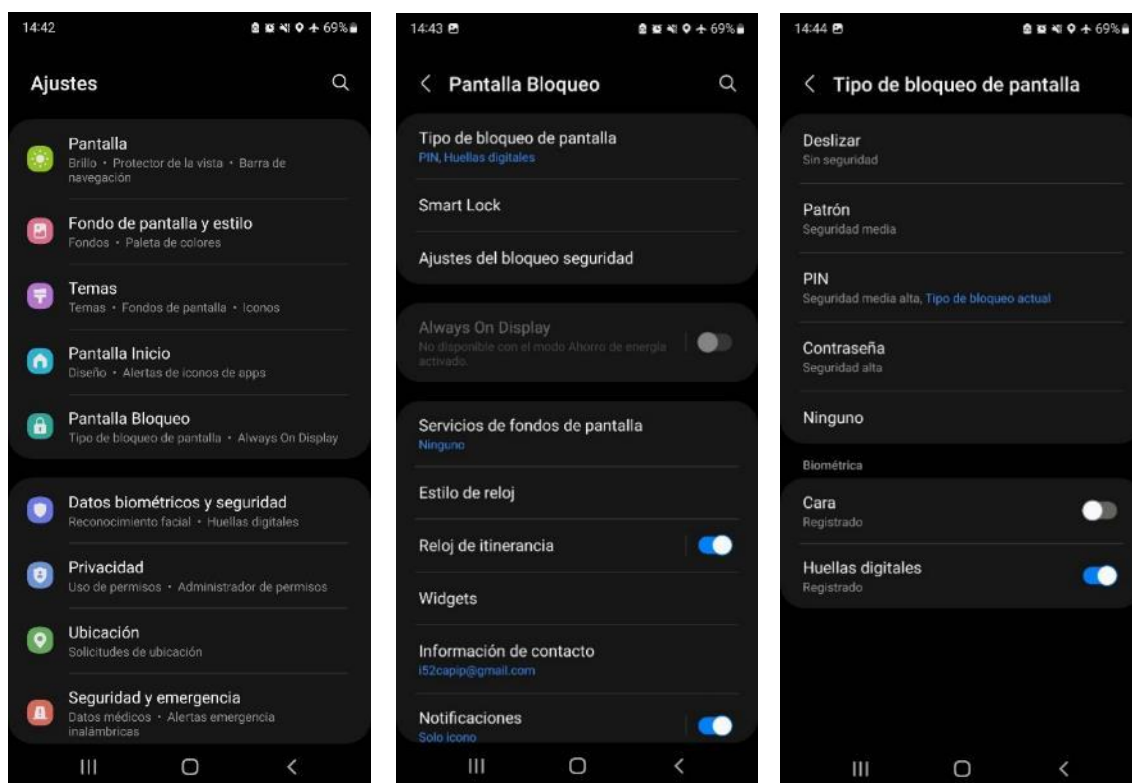 14:42
69%
Ajustes
Pantalla
Brillo • Protector de la vista • Barra de
navegación
Fondo de pantalla y estilo
Fondos • Paleta de colores
Temas
Temas • Fondos de pantalla • Iconos
Pantalla Inicio
Diseño • Alertas de iconos de apps
Pantalla Bloqueo
Tipo de bloqueo de pantalla • Always On Display
Datos biométricos y seguridad
Reconocimiento facial • Huellas digitales
Privacidad
Uso de permisos • Administrador de permisos
Ubicación
Solicitudes de ubicación
Seguridad y emergencia
Datos médicos • Alertas emergencia
inalámbricas
14:43
69%
Pantalla Bloqueo
Tipo de bloqueo de pantalla
PIN, Huellas digitales
Smart Lock
Ajustes del bloqueo seguridad
Always On Display
No disponible con el modo Ahorro de energía
activado.
Servicios de fondos de pantalla
Ninguno
Estilo de reloj
Reloj de itinerancia
Widgets
Información de contacto
i52capip@gmail.com
Notificaciones
Solo icono
14:44
69%
Tipo de bloqueo de pantalla
Deslizar
Sin seguridad
Patrón
Seguridad media
PIN
Seguridad media alta, Tipo de bloqueo actual
Contraseña
Seguridad alta
Ninguno
Biométrica
Cara
Registrado
Huellas digitales
Registrado